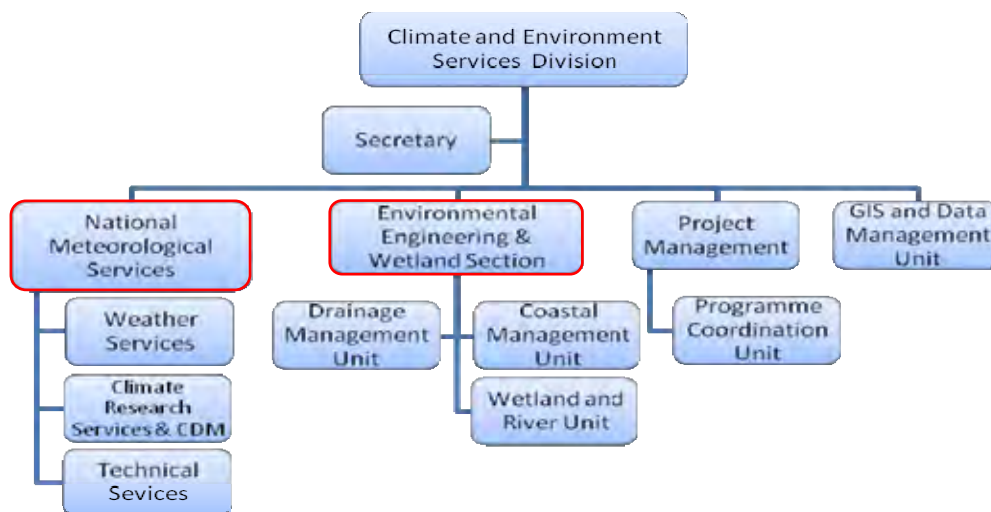 Climate and Environment
Services Division
Secretary
National
Meteorological
Services
Environmental
Engineering &
Wetland Section
Project
Management
GIS and Data
Management
Unit
Weather
Services
Climate
Research
Services & CDM
Technical
Sevices
Drainage
Management
Unit
Coastal
Management
Unit
Wetland and
River Unit
Programme
Coordination
Unit